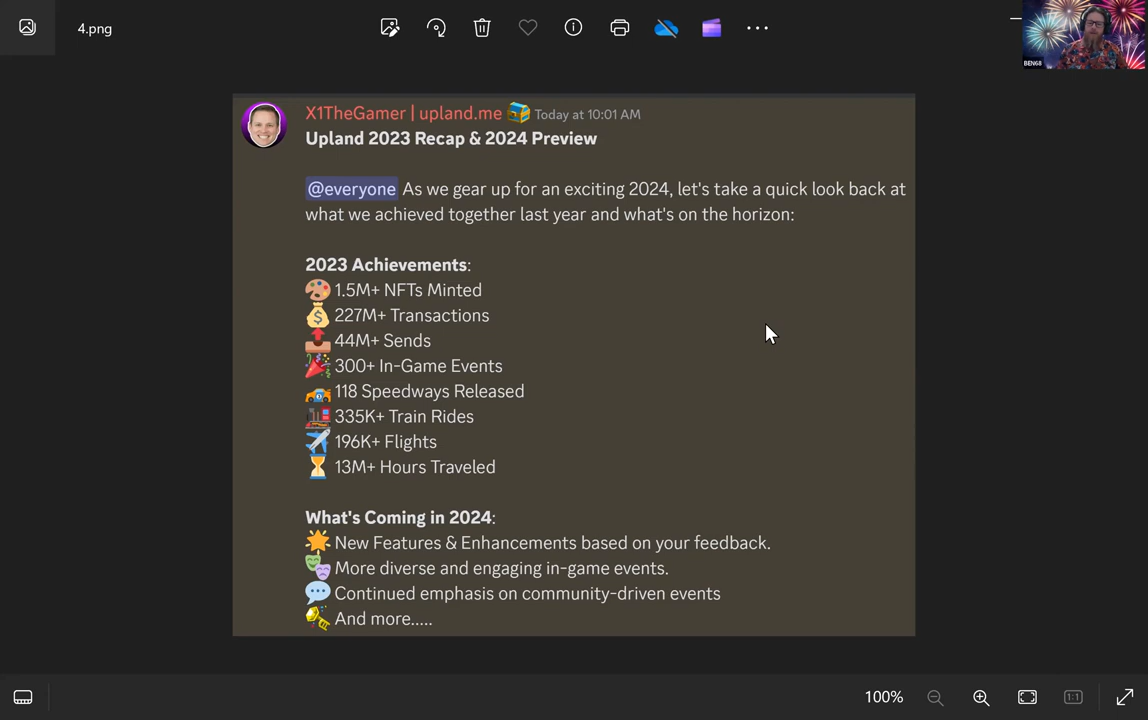 4.png
BEN68
X1TheGamer | upland.me Today at 10:01 AM
Upland 2023 Recap & 2024 Preview
@everyone As we gear up for an exciting 2024, let's take a quick look back at
what we achieved together last year and what's on the horizon:
2023 Achievements:
1.5M+ NFTs Minted
227M+ Transactions
44M+ Sends
300+ In-Game Events
118 Speedways Released
335K+ Train Rides
196K+ Flights
13M+ Hours Traveled
What's Coming in 2024:
New Features & Enhancements based on your feedback.
More diverse and engaging in-game events.
Continued emphasis on community-driven events
And more.....
100%
1:1